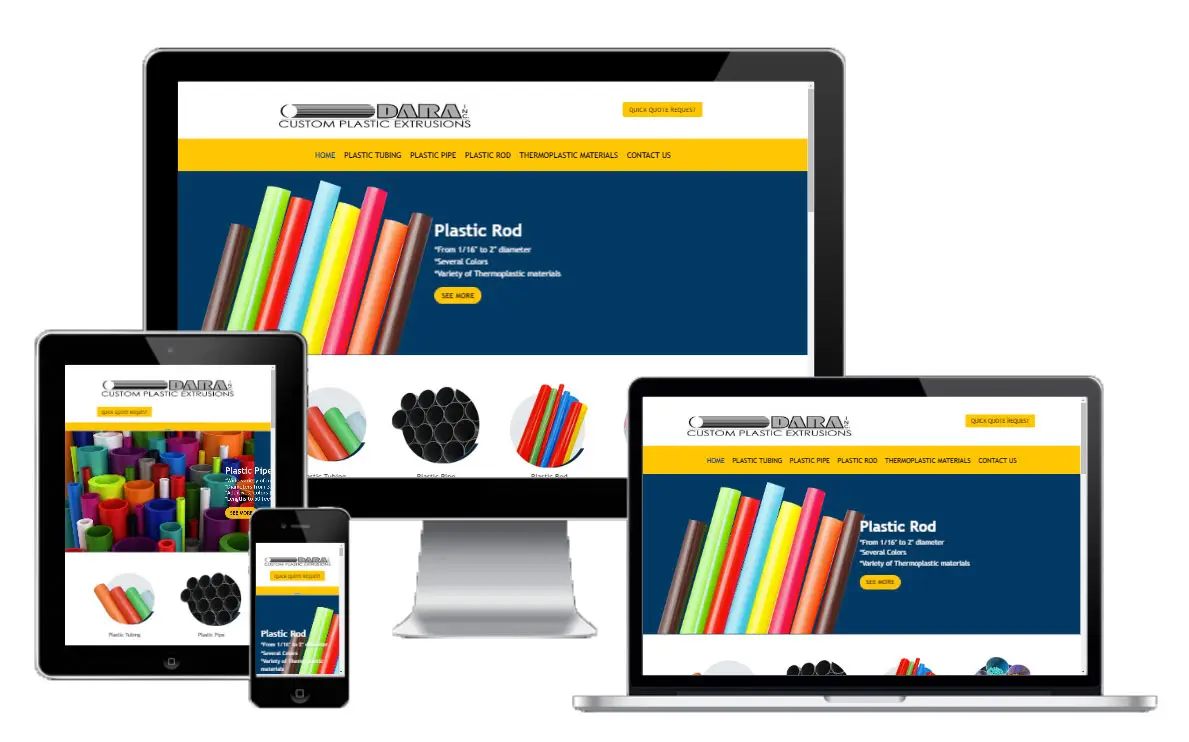 DARA INC
CUSTOM PLASTIC EXTRUSIONS
QUICK QUOTE REQUEST
HOME PLASTIC TUBING PLASTIC PIPE PLASTIC ROD THERMOPLASTIC MATERIALS CONTACT US
Plastic Rod
*From 1/16" to 2" diameter
*Several Colors
*Variety of Thermoplastic materials
SEE MORE
Plastic Tubing
Plastic Pipe
Plastic Rod
DARA INC
CUSTOM PLASTIC EXTRUSIONS
QUICK QUOTE REQUEST
Plastic Pipe
SEE MORE
Plastic Tubing
Plastic Pipe
DARA
CUSTOM PLASTIC EXTRUSIONS
QUICK QUOTE REQUEST
Plastic Rod
*From 1/16" to 2" diameter
*Several Colors
*Variety of Thermoplastic
materials
DARA INC
CUSTOM PLASTIC EXTRUSIONS
QUICK QUOTE REQUEST
HOME PLASTIC TUBING PLASTIC PIPE PLASTIC ROD THERMOPLASTIC MATERIALS CONTACT US
Plastic Rod
*From 1/16" to 2" diameter
*Several Colors
*Variety of Thermoplastic materials
SEE MORE